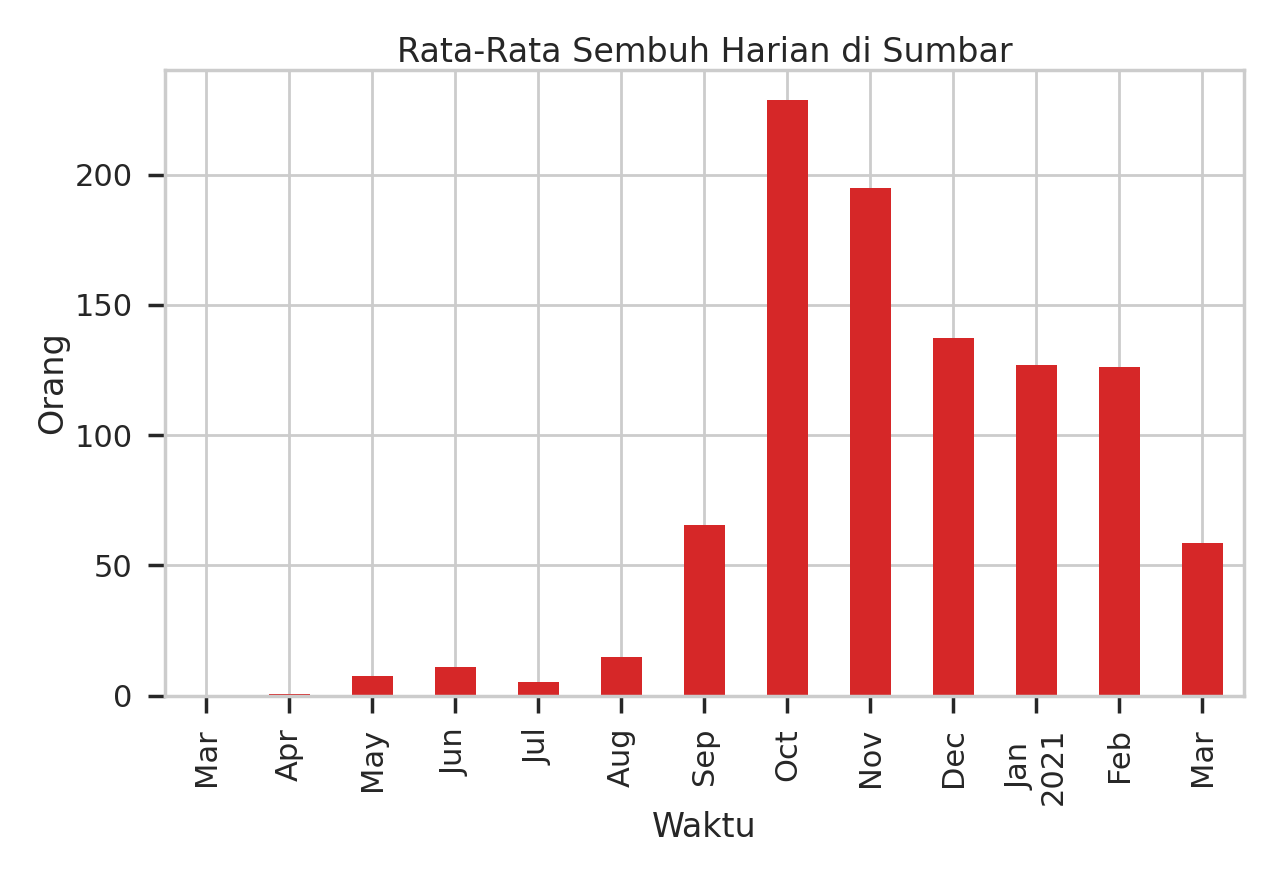 Rata-Rata Sembuh Harian di Sumbar
Orang
200
150
100
50
0
Mar
Apr
May
Jun
Jul
Aug
Sep
Oct
Nov
Dec
Jan
2021
Feb
Mar
Waktu